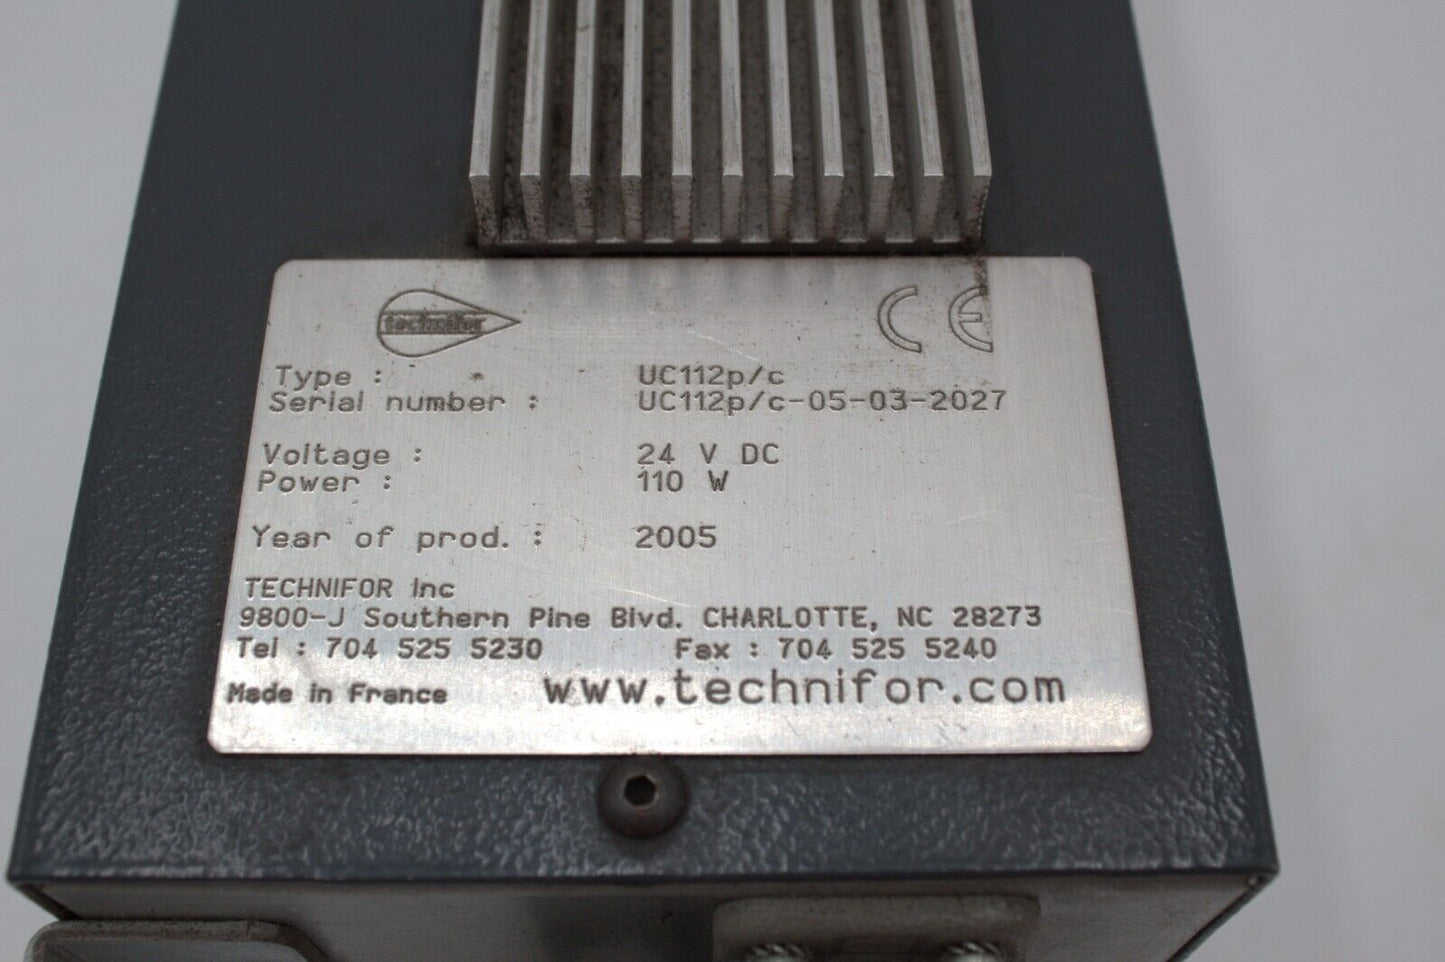 technifor CE
Type : UC112p/c
Serial number : UC112p/c-05-03-2027
Voltage : 24 V DC
Power : 110 W
Year of prod. : 2005
TECHNIFOR Inc
9800-J Southern Pine Blvd. CHARLOTTE, NC 28273
Tel : 704 525 5230 Fax : 704 525 5240
Made in France www.technifor.com